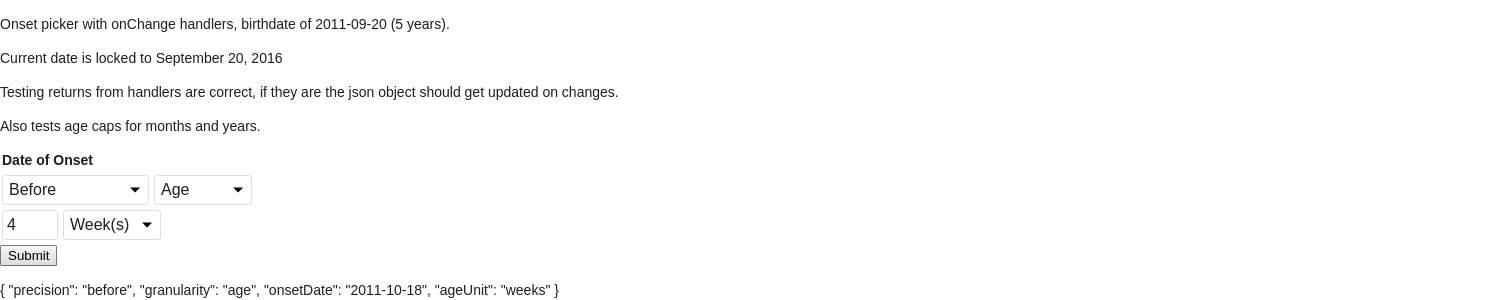 Onset picker with onChange handlers, birthdate of 2011-09-20 (5 years).
Current date is locked to September 20, 2016
Testing returns from handlers are correct, if they are the json object should get updated on changes.
Also tests age caps for months and years.
Date of Onset
Before Age
4 Week(s)
Submit
{ "precision": "before", "granularity": "age", "onsetDate": "2011-10-18", "ageUnit": "weeks" }